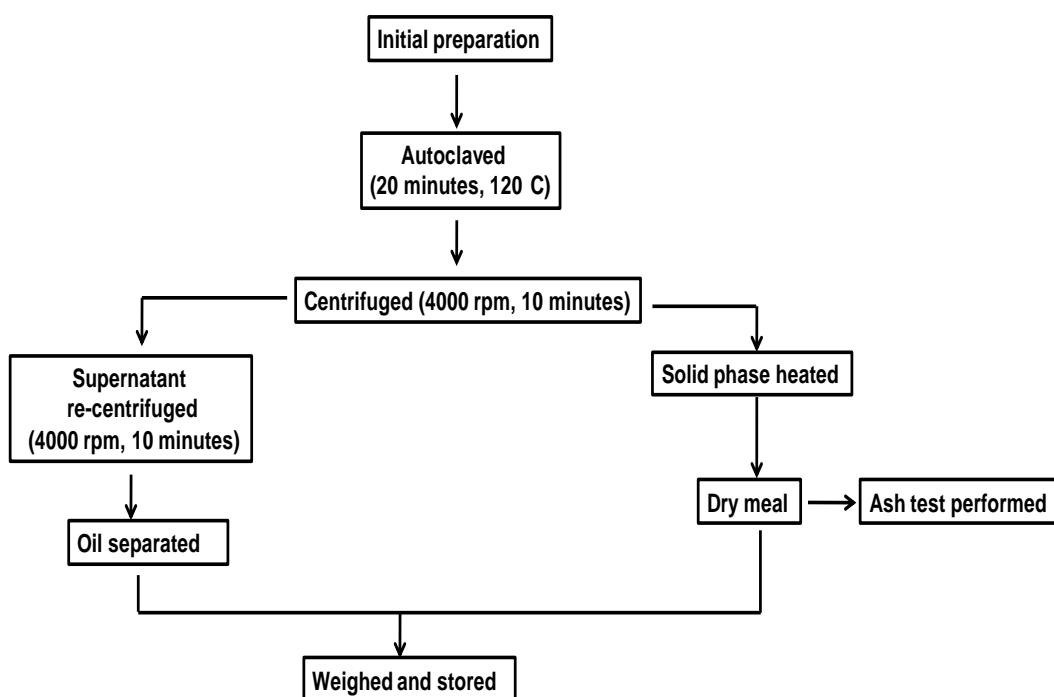 Initial preparation
Autoclaved
(20 minutes, 120 C)
Centrifuged (4000 rpm, 10 minutes)
Supernatant
re-centrifuged
(4000 rpm, 10 minutes)
Solid phase heated
Dry meal
Ash test performed
Oil separated
Weighed and stored